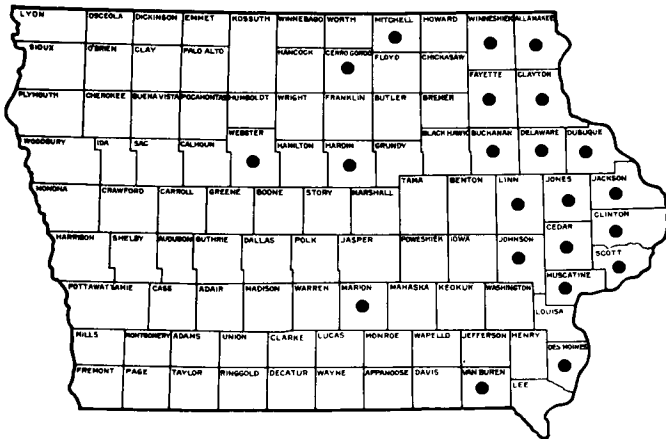 LYON OSCEOLA DICKINSON EMMET KOSSUTH WINNEBAGO WORTH MITCHELL HOWARD WINNESHIEK ALLAMAKEE
SIOUX O'BRIEN CLAY PALO ALTO HANCOCK CERRO GORDO FLOYD CHICKASAW
FAYETTE CLAYTON
PLYMOUTH CHEROKEE BUENA VISTA POCAHONTAS HUMBOLDT WRIGHT FRANKLIN BUTLER BREMER
WEBSTER BLACK HAWK BUCHANAN DELAWARE DUBUQUE
WOODBURY IDA SAC CALHOUN HAMILTON HARDIN GRUNDY
TAMA BENTON LINN JONES JACKSON
MONONA CRAWFORD CARROLL GREENE BOONE STORY MARSHALL
CLINTON
CEDAR
HARRISON SHELBY AUDUBON GUTHRIE DALLAS POLK JASPER POWESHIEK IOWA JOHNSON
SCOTT
MUSCATINE
POTTAWATTAMIE CASS ADAIR MADISON WARREN MARION MAHASKA KEOKUK WASHINGTON
LOUISA
MILLS MONTGOMERY ADAMS UNION CLARKE LUCAS MONROE WAPELLO JEFFERSON HENRY
DES MOINES
FREMONT PAGE TAYLOR RINGGOLD DECATUR WAYNE APPANOOSE DAVIS VAN BUREN
LEE